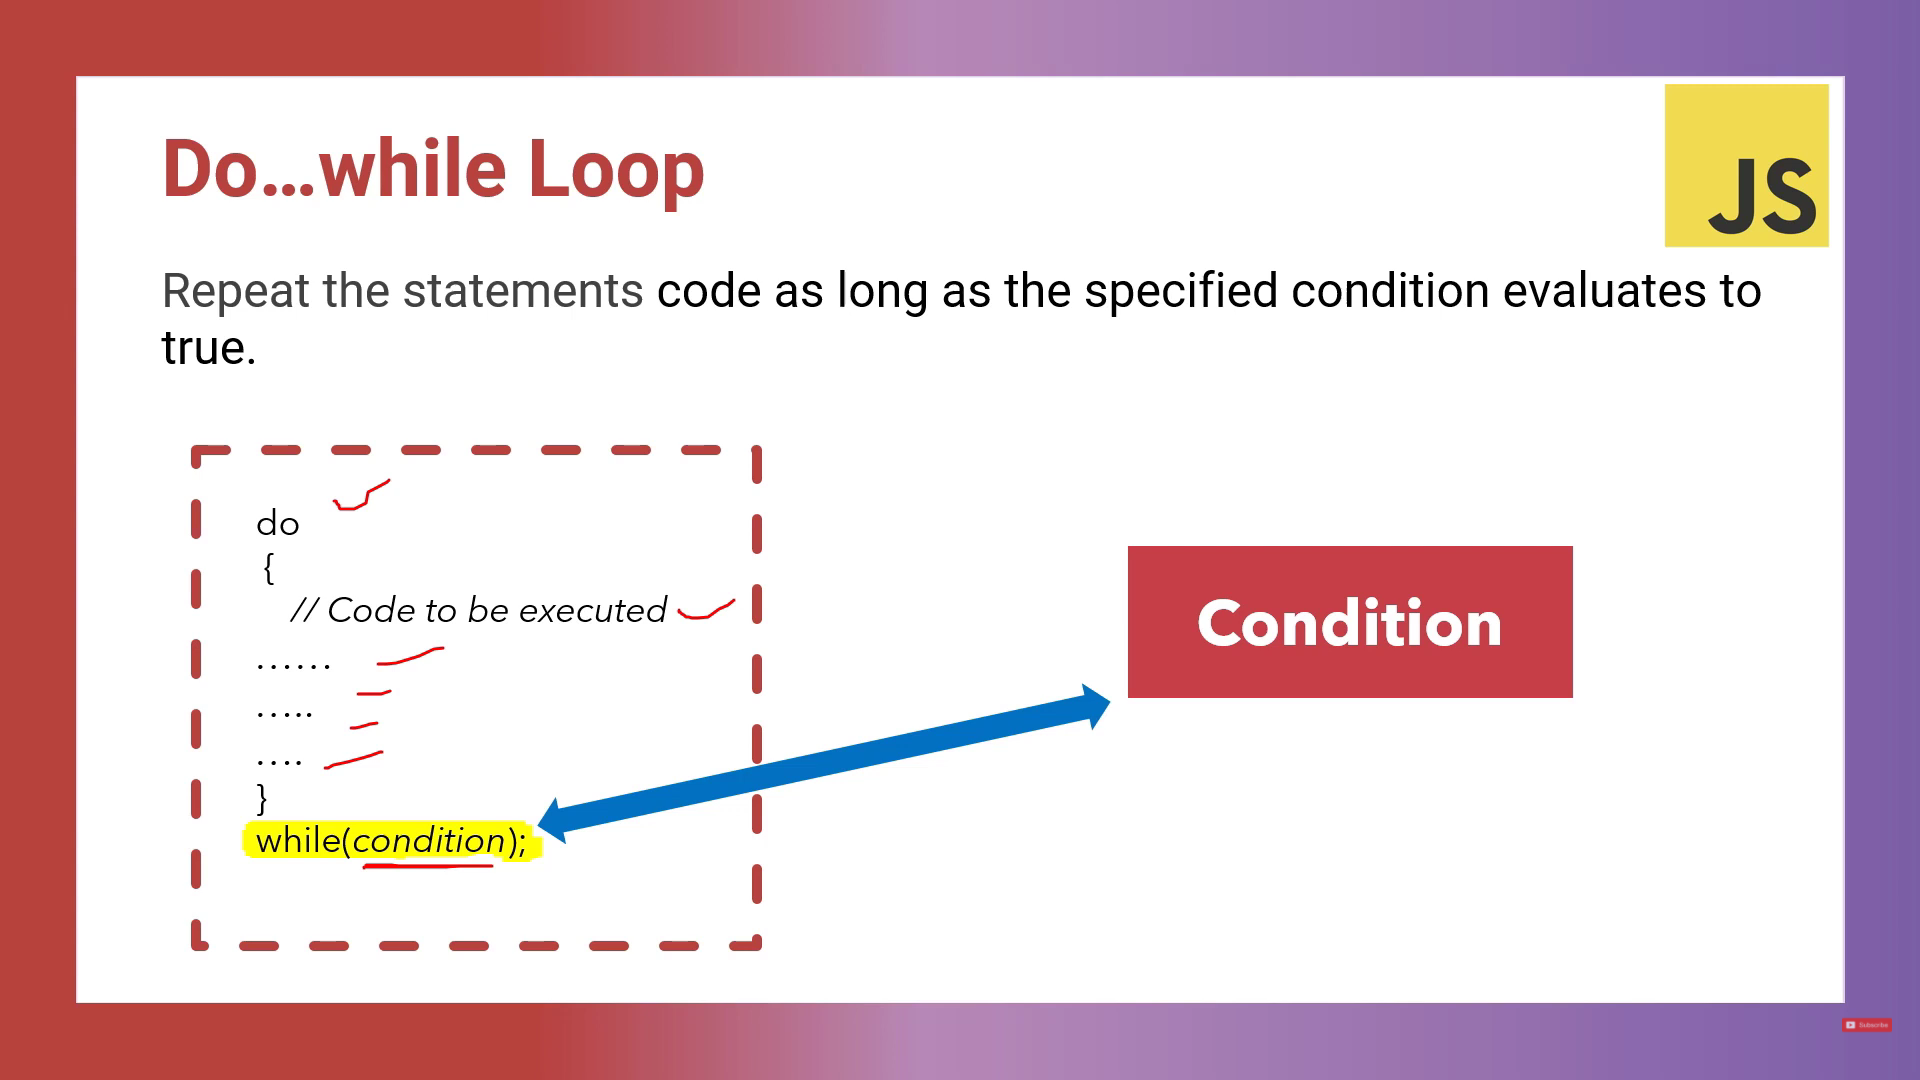 Do...while Loop
JS
Repeat the statements code as long as the specified condition evaluates to
true.
do
{
// Code to be executed
......
.....
....
}
while(condition);
Condition
Subscribe